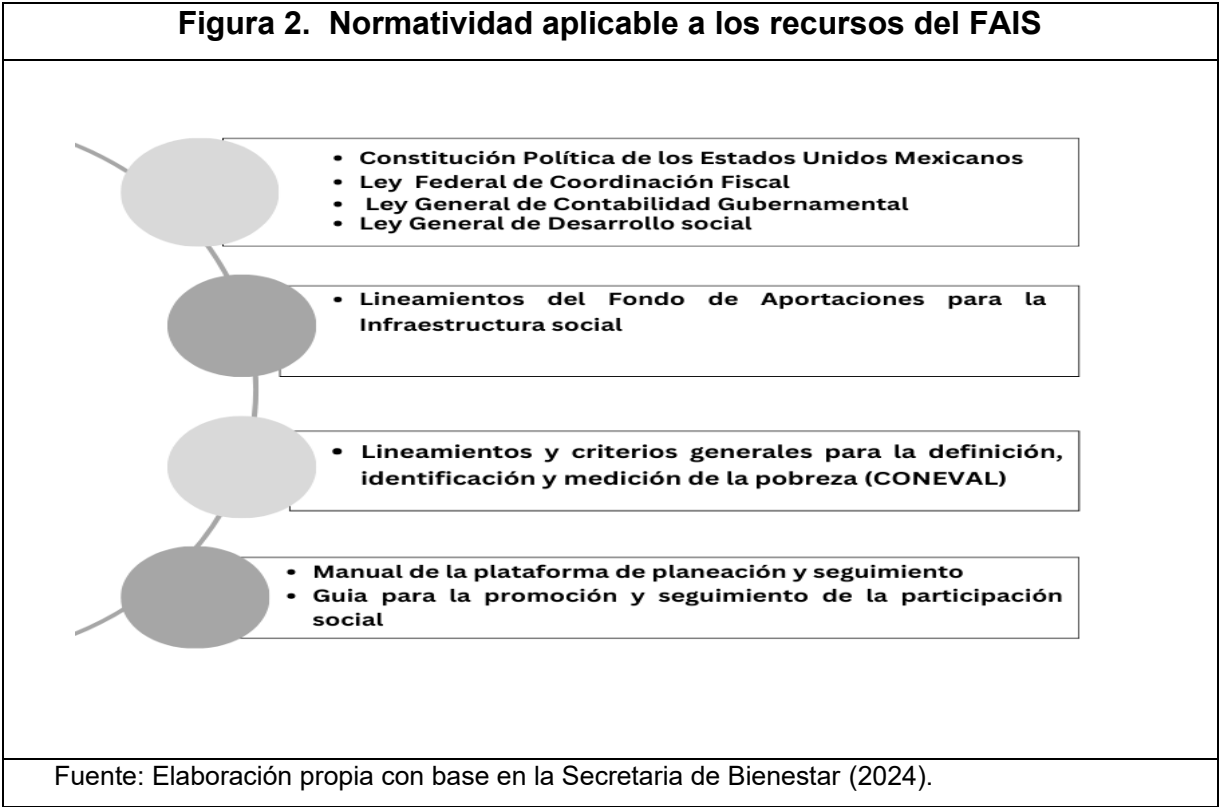 Figura 2. Normatividad aplicable a los recursos del FAIS
• Constitución Política de los Estados Unidos Mexicanos
• Ley Federal de Coordinación Fiscal
• Ley General de Contabilidad Gubernamental
• Ley General de Desarrollo social
• Lineamientos del Fondo de Aportaciones para la
Infraestructura social
• Lineamientos y criterios generales para la definición,
identificación y medición de la pobreza (CONEVAL)
• Manual de la plataforma de planeación y seguimiento
• Guia para la promoción y seguimiento de la participación
social
Fuente: Elaboración propia con base en la Secretaria de Bienestar (2024).